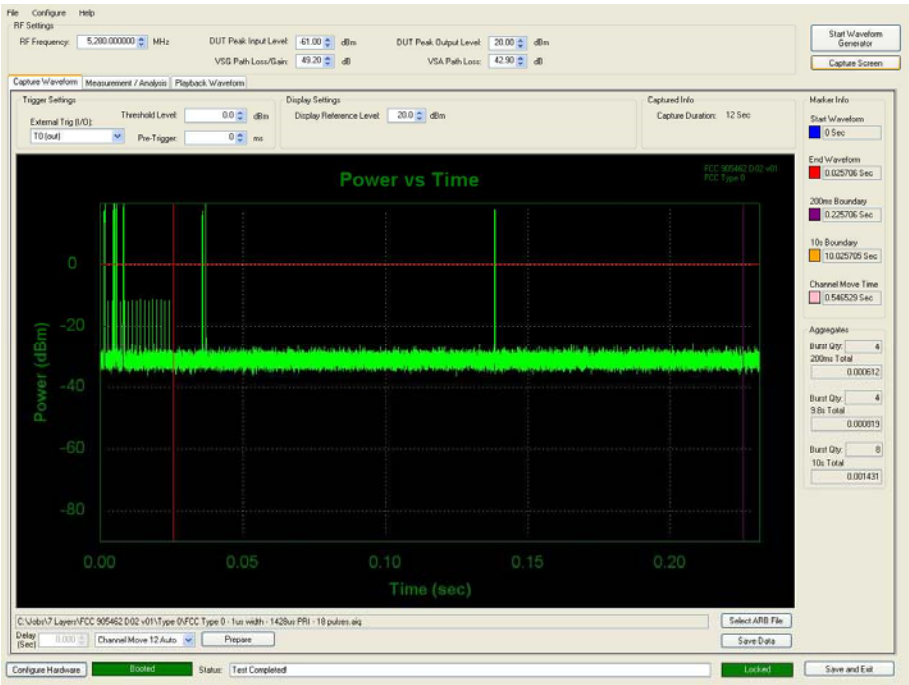 File Configure Help
RF Settings
RF Frequency: 5,280.000000 MHz DUT Peak Input Level: -61.00 dBm DUT Peak Output Level: 20.00 dBm
VSG Path Loss/Gain: 49.20 dB VSA Path Loss: 42.90 dB
Start Waveform Generator
Capture Screen
Capture Waveform Measurement / Analysis Playback Waveform
Trigger Settings
External Trig (I/O): Threshold Level: 0.0 dBm
T0 (out) Pre-Trigger: 0 ms
Display Settings
Display Reference Level: 20.0 dBm
Captured Info
Capture Duration: 12 Sec
Marker Info
Start Waveform
0 Sec
End Waveform
0.025706 Sec
200ms Boundary
0.225706 Sec
10s Boundary
10.025705 Sec
Channel Move Time
0.546529 Sec
Aggregates
Burst Qty: 4
200ms Total
0.000612
Burst Qty: 4
9.8s Total
0.000819
Burst Qty: 8
10s Total
0.001431
Power vs Time
FCC 905462 D02 v01
FCC Type 0
Power (dBm)
0
-20
-40
-60
-80
0.00 0.05 0.10 0.15 0.20
Time (sec)
C:\Jobs\7 Layers\FCC 905462 D02 v01\Type 0\FCC Type 0 - 1us width - 1428us PRI - 18 pulses.aiq
Select ARB File
Delay (Sec) 0.000 Channel Move 12 Auto Prepare
Save Data
Configure Hardware Booted Status: Test Completed! Locked Save and Exit